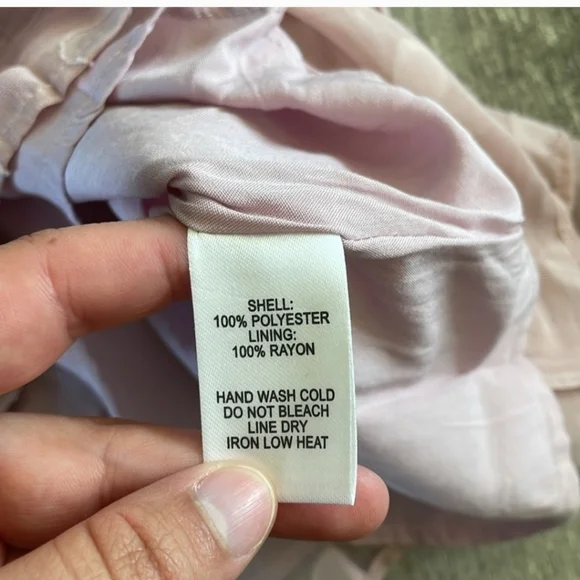 SHELL:
100% POLYESTER
LINING:
100% RAYON
HAND WASH COLD
DO NOT BLEACH
LINE DRY
IRON LOW HEAT